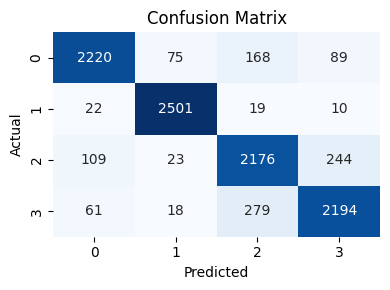 Confusion Matrix
Actual
0 2220 75 168 89
1 22 2501 19 10
2 109 23 2176 244
3 61 18 279 2194
0 1 2 3
Predicted